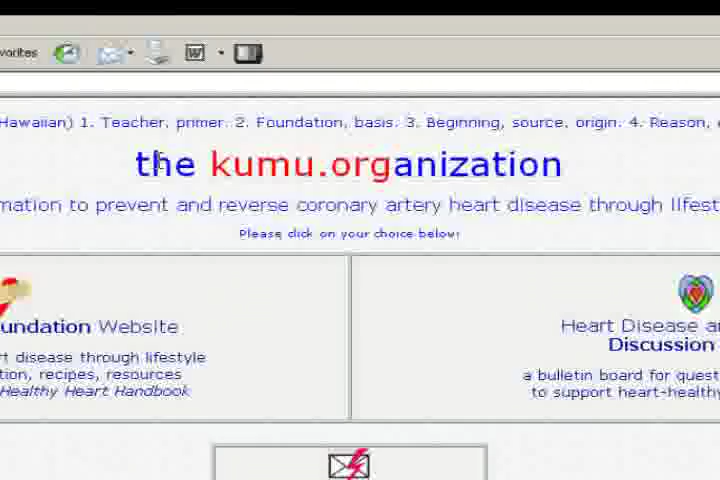 vorites
Hawaiian) 1. Teacher, primer. 2. Foundation, basis. 3. Beginning, source, origin. 4. Reason,
the kumu.organization
mation to prevent and reverse coronary artery heart disease through lifest
Please click on your choice below:
undation Website
rt disease through lifestyle
tion, recipes, resources
Healthy Heart Handbook
Heart Disease a
Discussion
a bulletin board for quest
to support heart-healthy